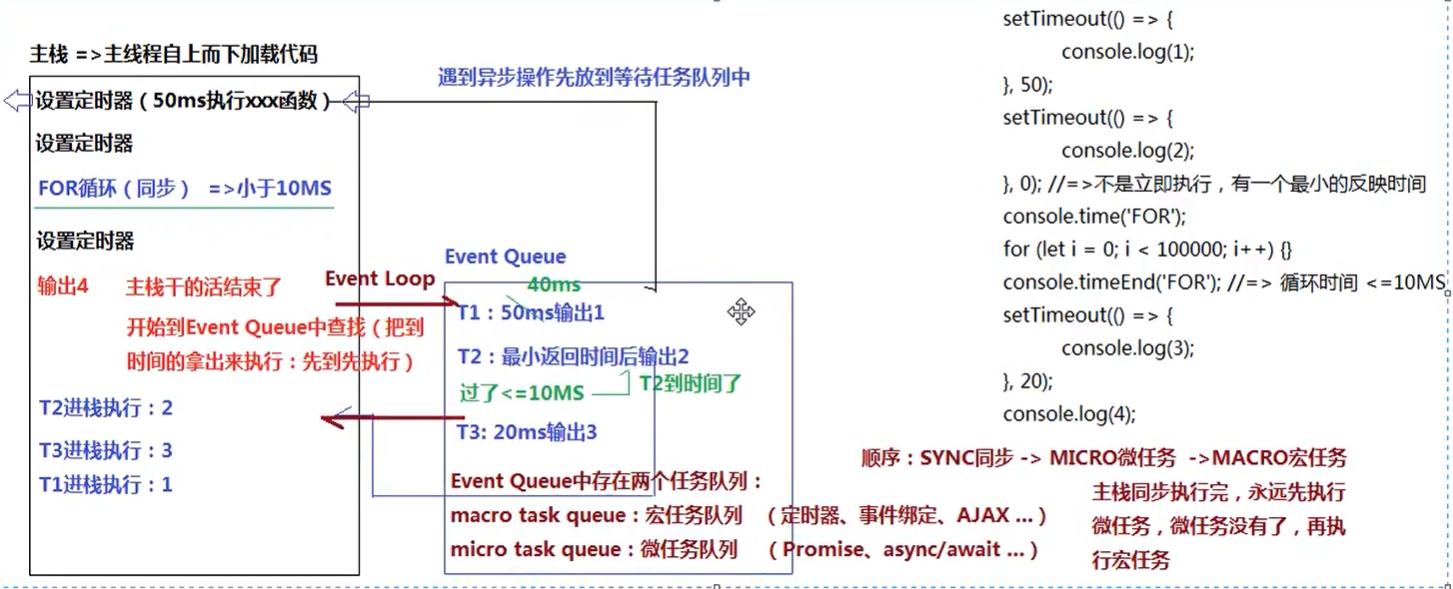 主栈 =>主线程自上而下加载代码
设置定时器（50ms执行xxx函数）
设置定时器
FOR循环（同步） =>小于10MS
设置定时器
输出4 主栈干的活结束了
开始到Event Queue中查找（把到
时间的拿出来执行：先到先执行）
T2进栈执行：2
T3进栈执行：3
T1进栈执行：1
遇到异步操作先放到等待任务队列中
Event Loop
Event Queue
40ms
T1：50ms输出1
T2：最小返回时间后输出2
过了<=10MS
T2到时间了
T3: 20ms输出3
Event Queue中存在两个任务队列：
macro task queue：宏任务队列 （定时器、事件绑定、AJAX ...）
micro task queue：微任务队列 （Promise、async/await ...）
setTimeout(() => {
console.log(1);
}, 50);
setTimeout(() => {
console.log(2);
}, 0); //=>不是立即执行，有一个最小的反映时间
console.time('FOR');
for (let i = 0; i < 100000; i++) {}
console.timeEnd('FOR'); //=> 循环时间 <=10MS
setTimeout(() => {
console.log(3);
}, 20);
console.log(4);
顺序：SYNC同步 -> MICRO微任务 ->MACRO宏任务
主栈同步执行完，永远先执行
微任务，微任务没有了，再执
行宏任务